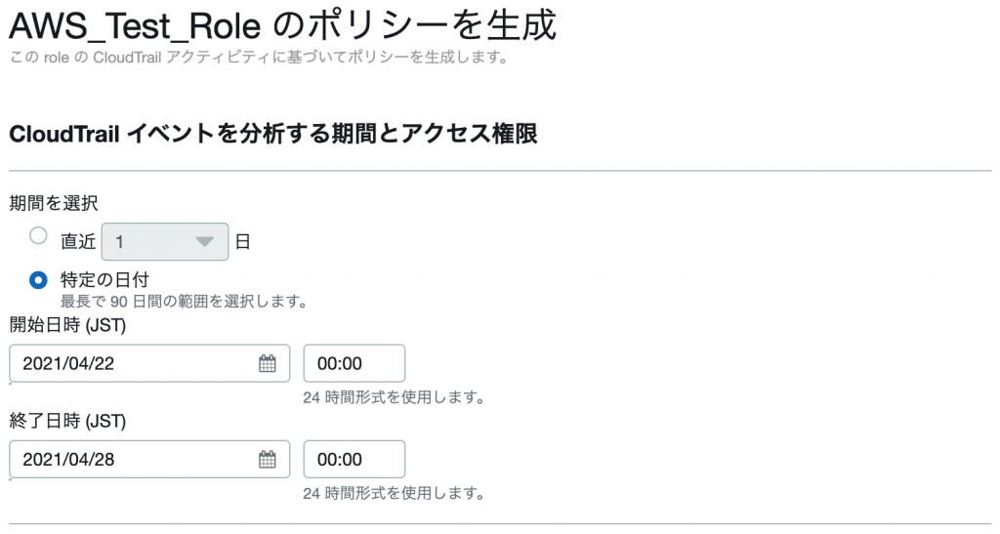 AWS_Test_Role のポリシーを生成
この role の CloudTrail アクティビティに基づいてポリシーを生成します。
CloudTrail イベントを分析する期間とアクセス権限
期間を選択
直近 1 日
特定の日付
最長で 90 日間の範囲を選択します。
開始日時 (JST)
2021/04/22 00:00
24 時間形式を使用します。
終了日時 (JST)
2021/04/28 00:00
24 時間形式を使用します。